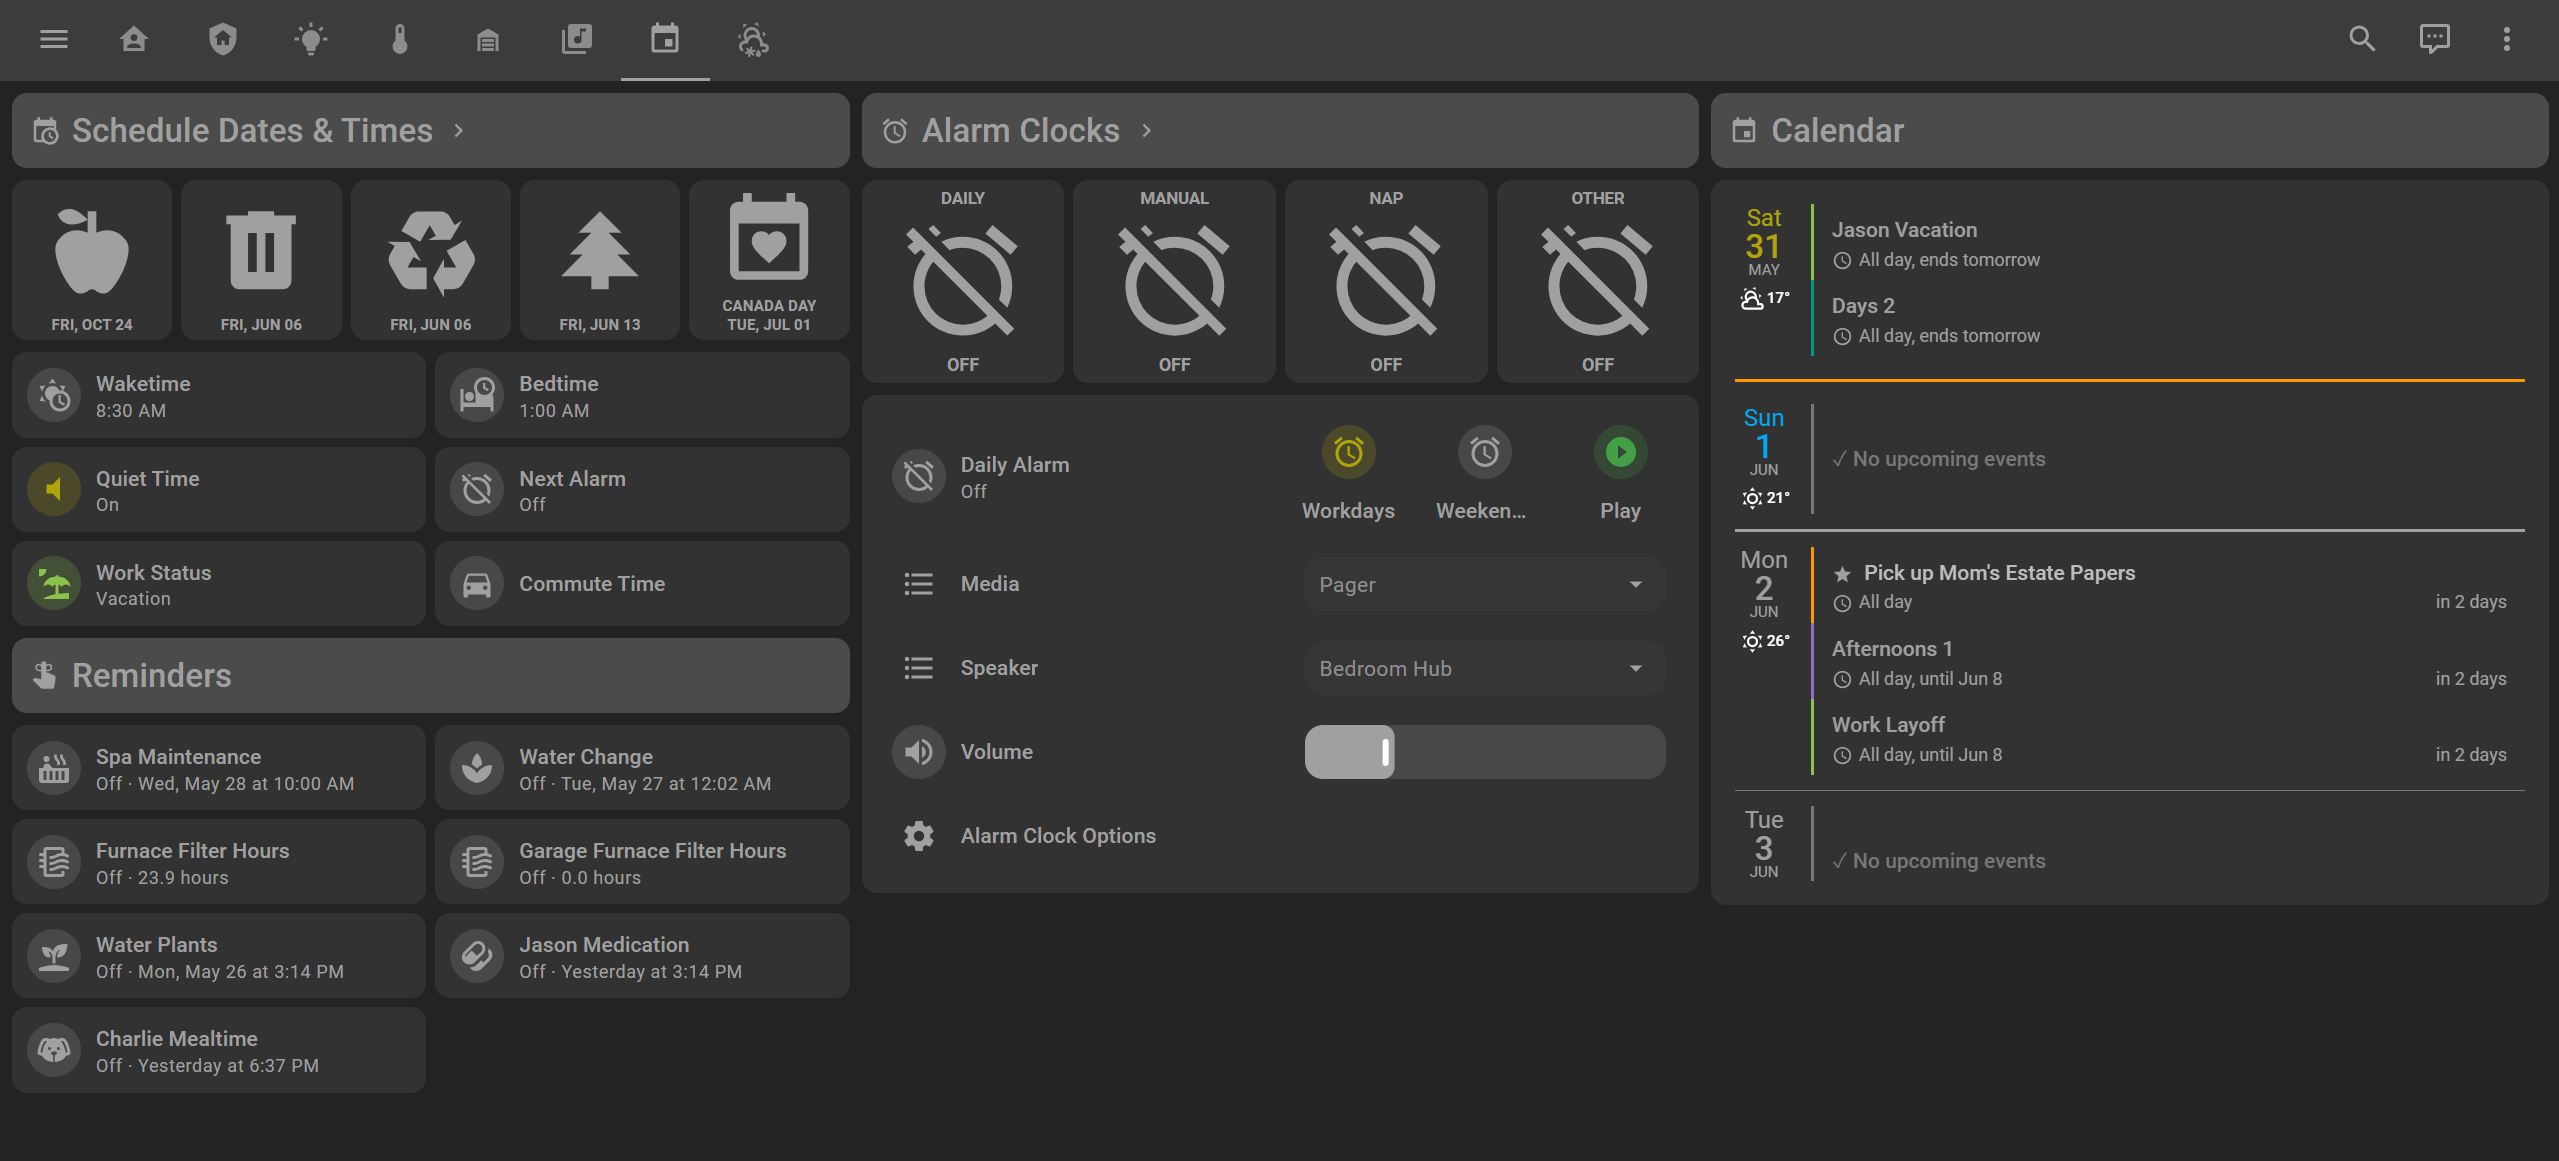 Schedule Dates & Times
FRI, OCT 24
FRI, JUN 06
FRI, JUN 06
FRI, JUN 13
CANADA DAY
TUE, JUL 01
Waketime
8:30 AM
Bedtime
1:00 AM
Quiet Time
On
Next Alarm
Off
Work Status
Vacation
Commute Time
Reminders
Spa Maintenance
Off · Wed, May 28 at 10:00 AM
Water Change
Off · Tue, May 27 at 12:02 AM
Furnace Filter Hours
Off · 23.9 hours
Garage Furnace Filter Hours
Off · 0.0 hours
Water Plants
Off · Mon, May 26 at 3:14 PM
Jason Medication
Off · Yesterday at 3:14 PM
Charlie Mealtime
Off · Yesterday at 6:37 PM
Alarm Clocks
DAILY
OFF
MANUAL
OFF
NAP
OFF
OTHER
OFF
Daily Alarm
Off
Workdays
Weeken...
Play
Media
Pager
Speaker
Bedroom Hub
Volume
Alarm Clock Options
Calendar
Sat
31
MAY
17°
Jason Vacation
All day, ends tomorrow
Days 2
All day, ends tomorrow
Sun
1
JUN
21°
✓ No upcoming events
Mon
2
JUN
26°
Pick up Mom's Estate Papers
All day
in 2 days
Afternoons 1
All day, until Jun 8
in 2 days
Work Layoff
All day, until Jun 8
in 2 days
Tue
3
JUN
✓ No upcoming events